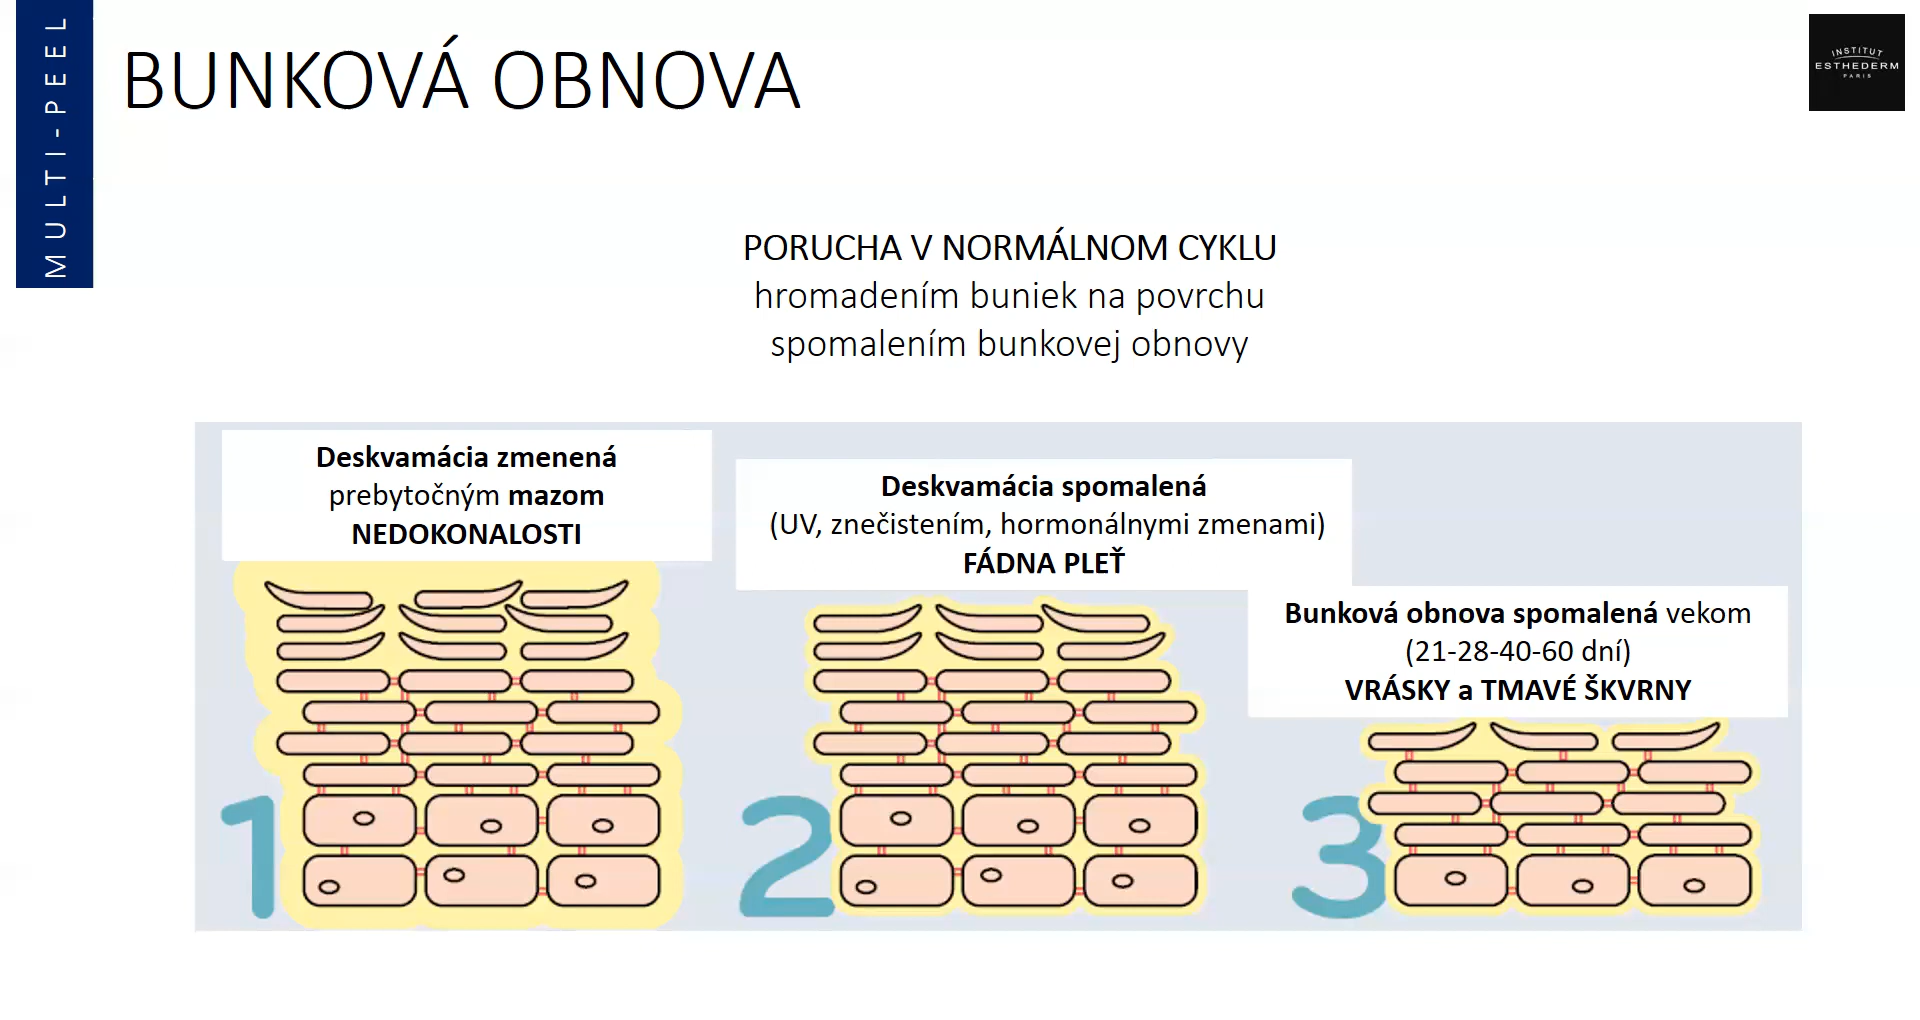 MULTI-PEEL
BUNKOVÁ OBNOVA
INSTITUT
ESTHEDERM
PARIS
PORUCHA V NORMÁLNOM CYKLU
hromadením buniek na povrchu
spomalením bunkovej obnovy
Deskvamácia zmenená
prebytočným mazom
NEDOKONALOSTI
Deskvamácia spomalená
(UV, znečistením, hormonálnymi zmenami)
FÁDNA PLEŤ
Bunková obnova spomalená vekom
(21-28-40-60 dní)
VRÁSKY a TMAVÉ ŠKVRNY
1
2
3